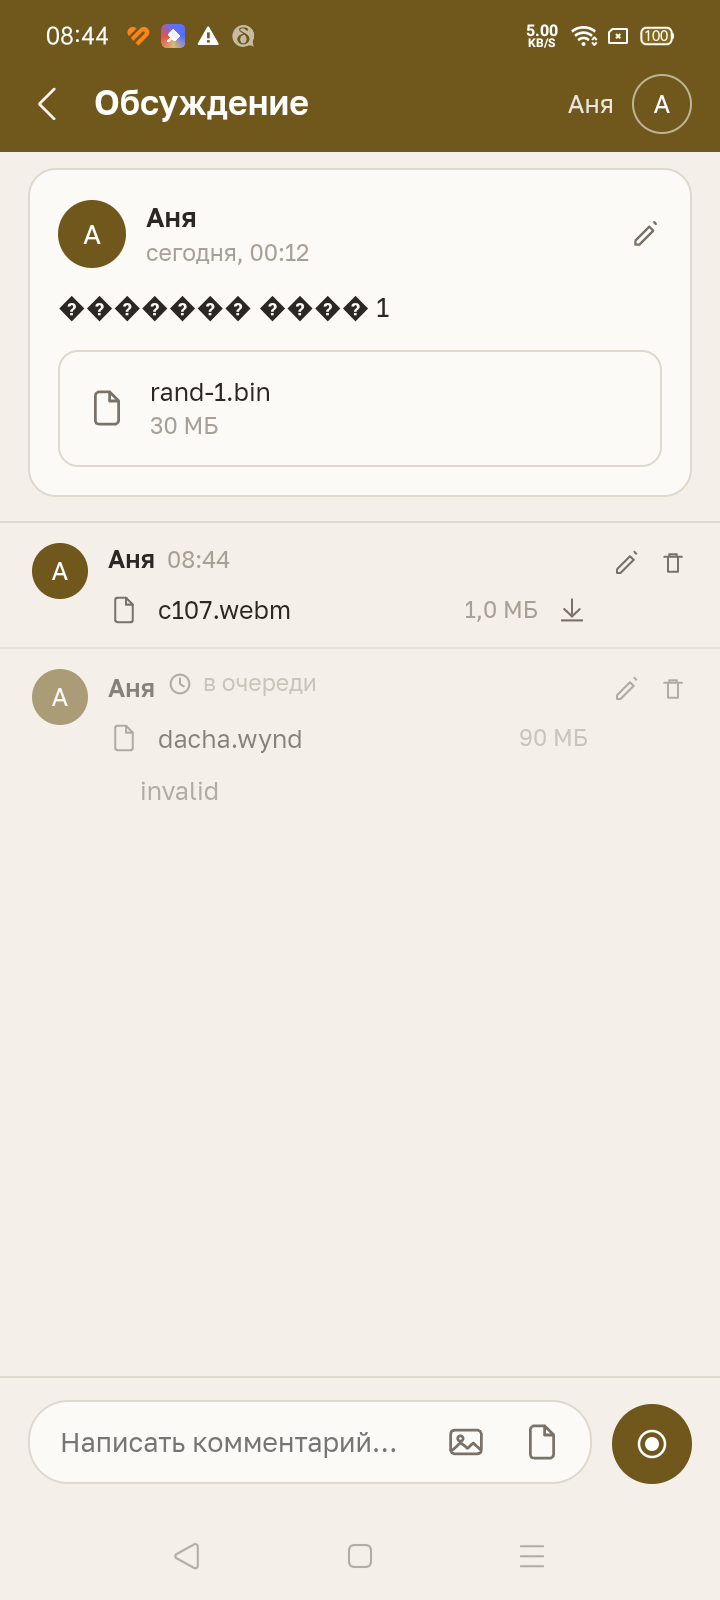 08:44
5.00
KB/S
100
Обсуждение
Аня
А
А
Аня
сегодня, 00:12
�������� ���� 1
rand-1.bin
30 МБ
А
Аня 08:44
c107.webm
1,0 МБ
А
Аня
в очереди
dacha.wynd
90 МБ
invalid
Написать комментарий...